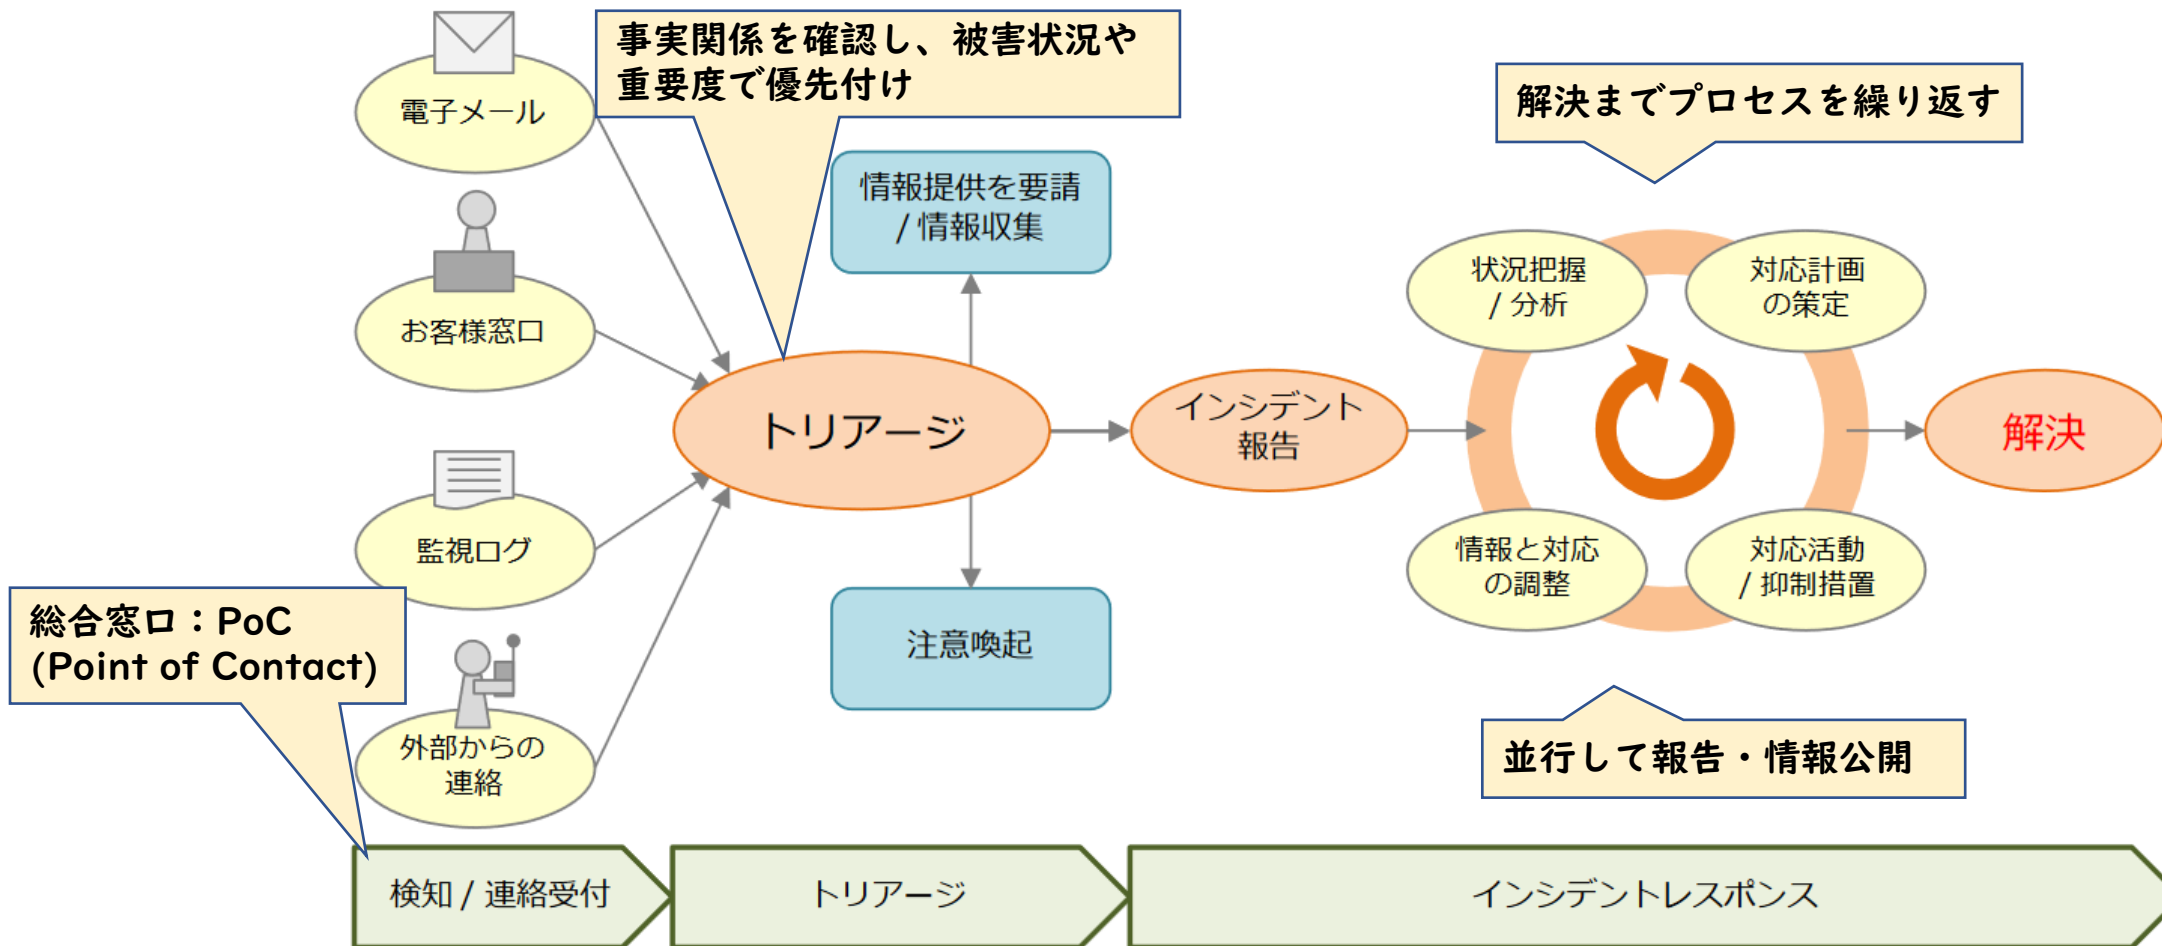 電子メール
事実関係を確認し、被害状況や
重要度で優先付け
解決までプロセスを繰り返す
お客様窓口
情報提供を要請
/ 情報収集
状況把握
/ 分析
対応計画
の策定
トリアージ
インシデント
報告
解決
監視ログ
情報と対応
の調整
対応活動
/ 抑制措置
総合窓口：PoC
(Point of Contact)
注意喚起
外部からの
連絡
並行して報告・情報公開
検知 / 連絡受付
トリアージ
インシデントレスポンス